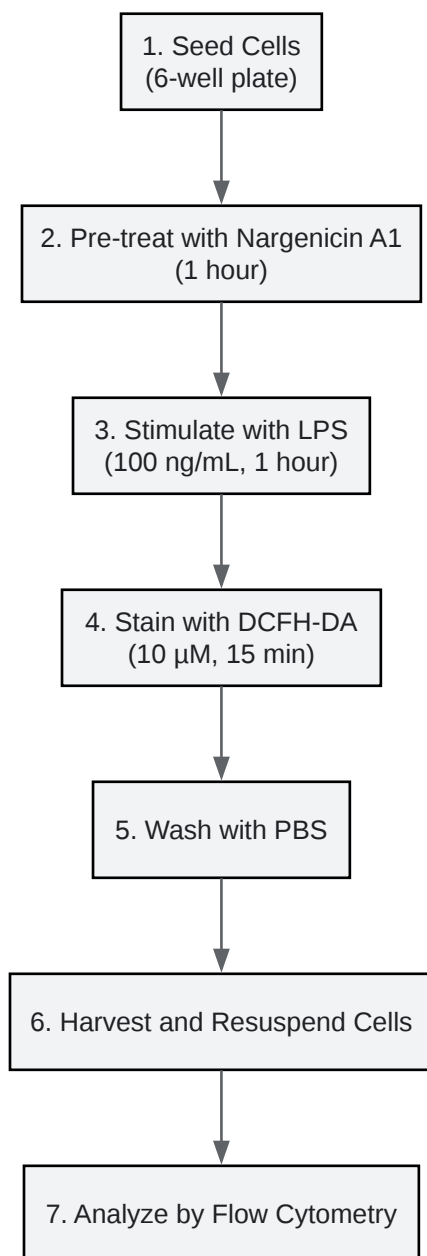 1. Seed Cells
(6-well plate)
2. Pre-treat with Nargenicin A1
(1 hour)
3. Stimulate with LPS
(100 ng/mL, 1 hour)
4. Stain with DCFH-DA
(10 µM, 15 min)
5. Wash with PBS
6. Harvest and Resuspend Cells
7. Analyze by Flow Cytometry